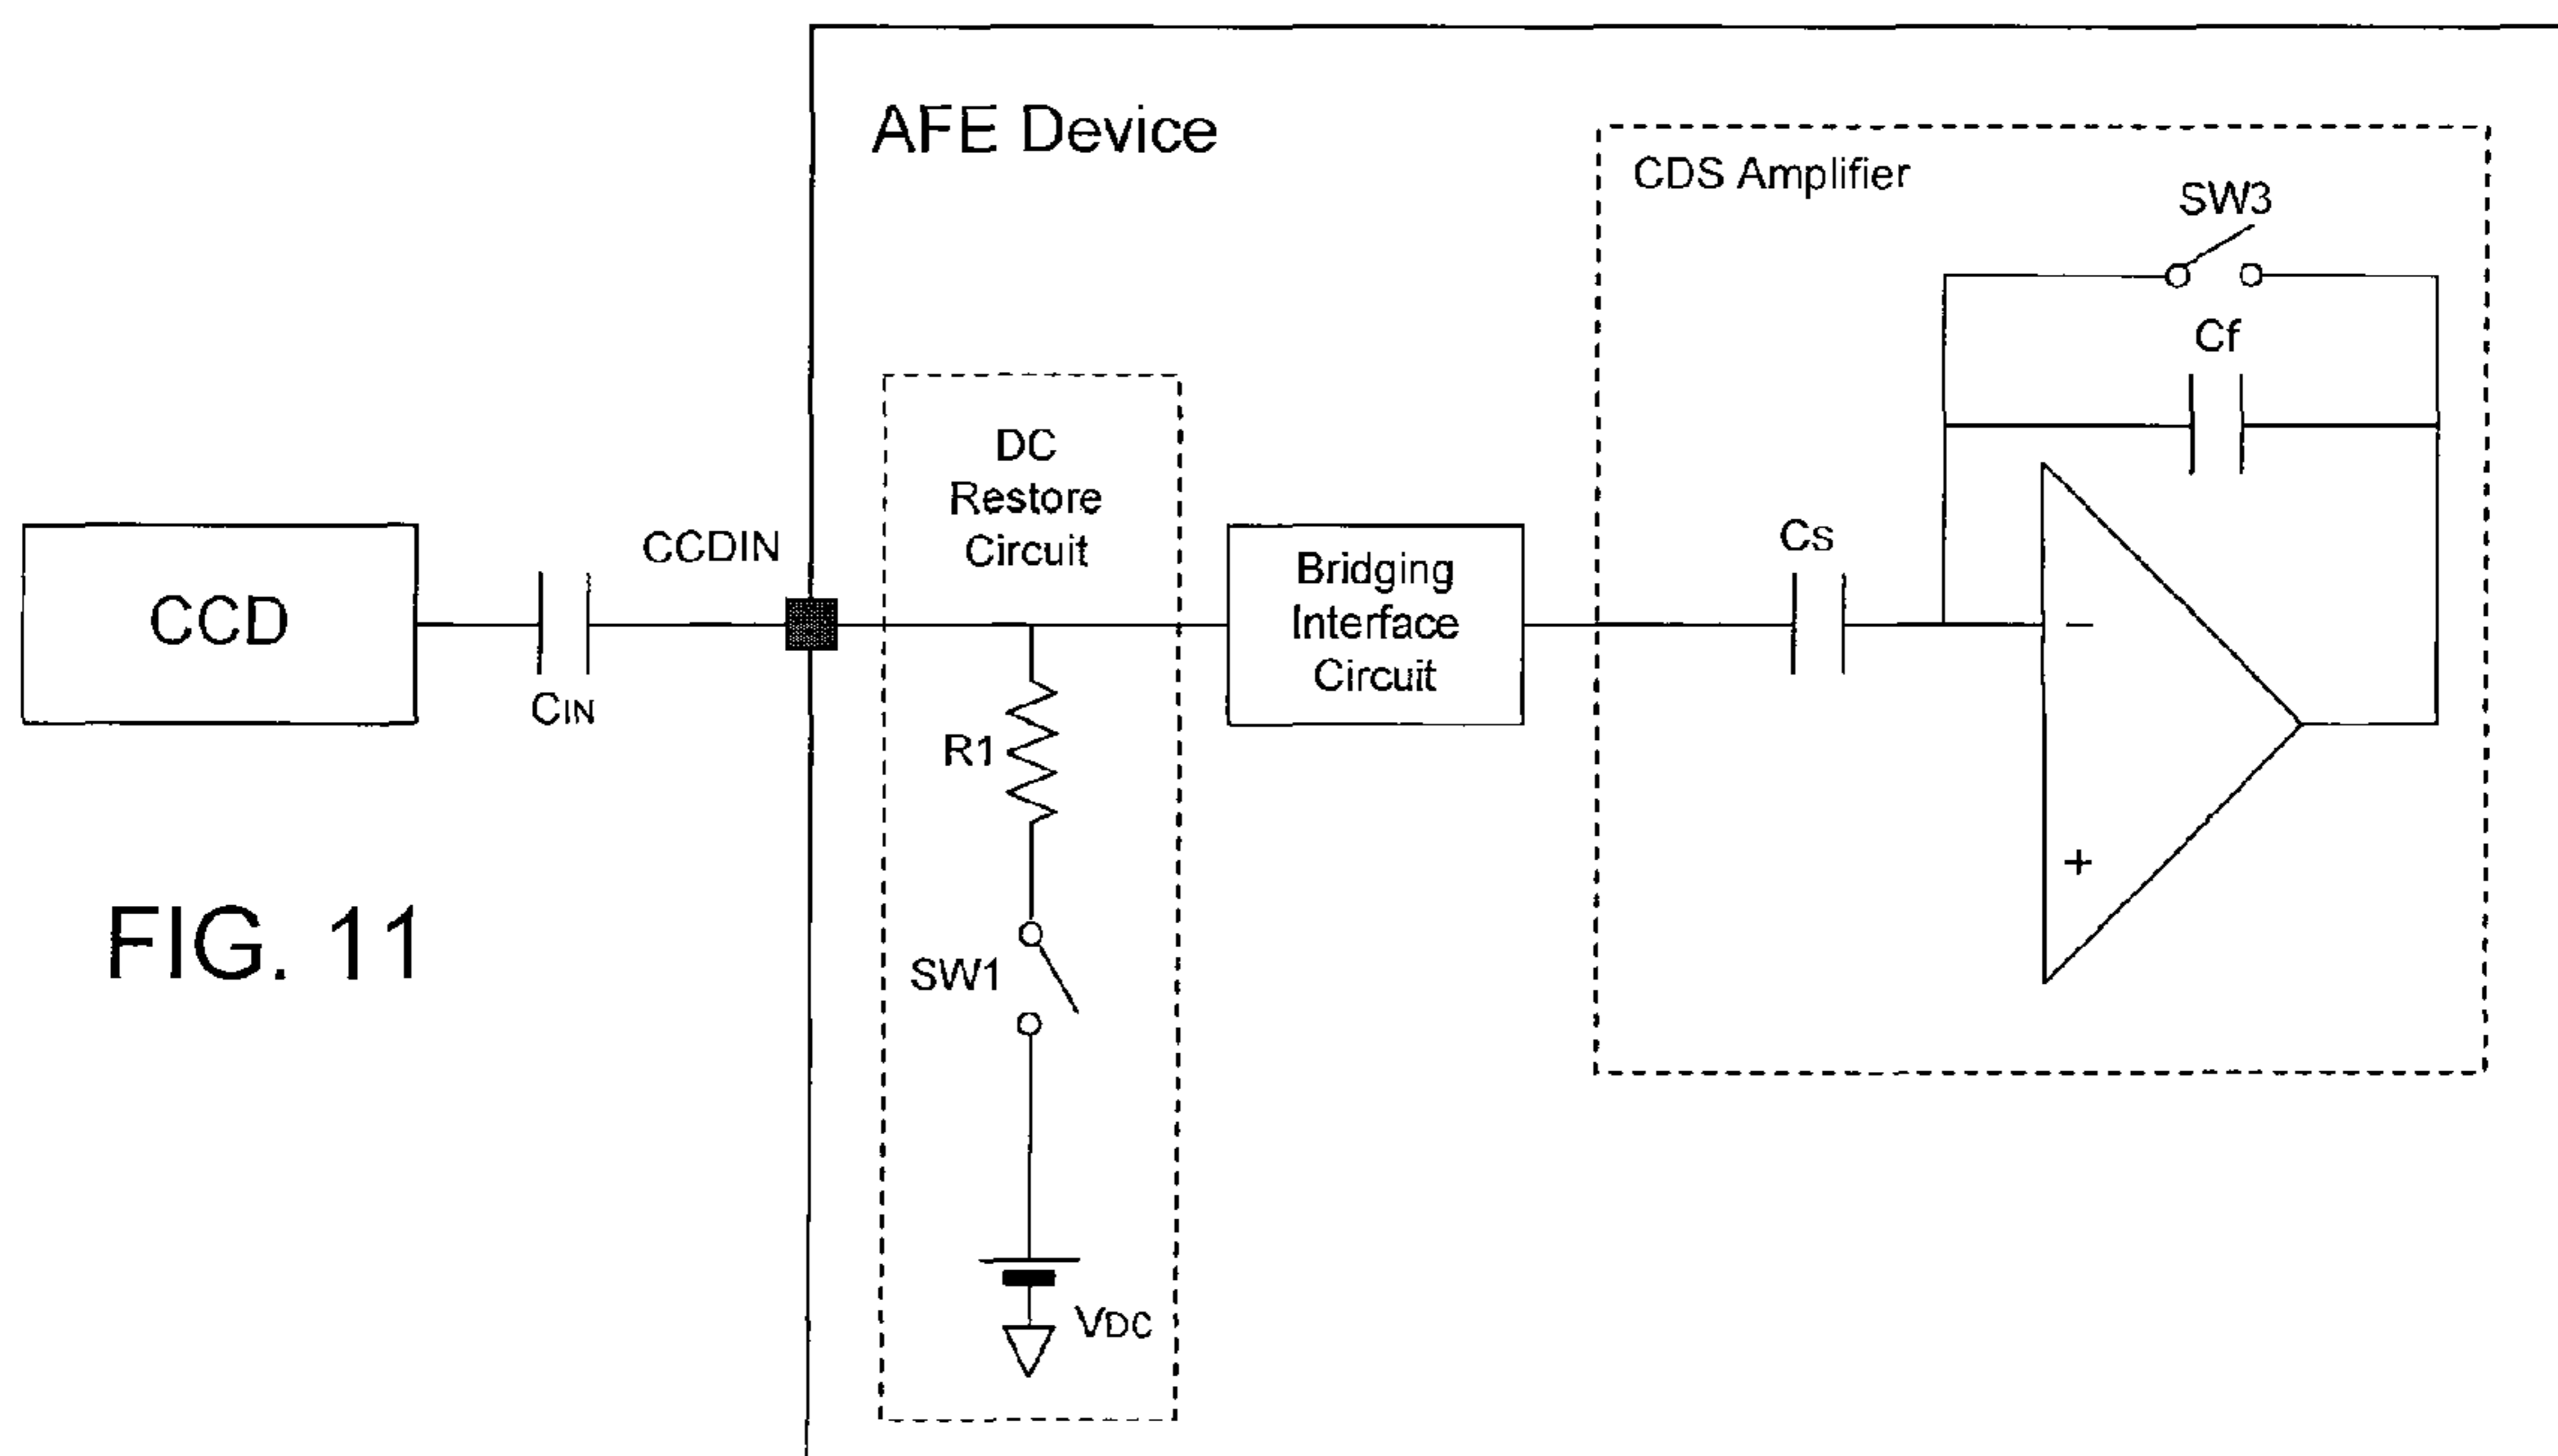 AFE Device
CDS Amplifier
SW3
Cf
DC
Restore
Circuit
CCD
CIN
CCDIN
Bridging
Interface
Circuit
CS
−
+
R1
SW1
VDC
FIG. 11